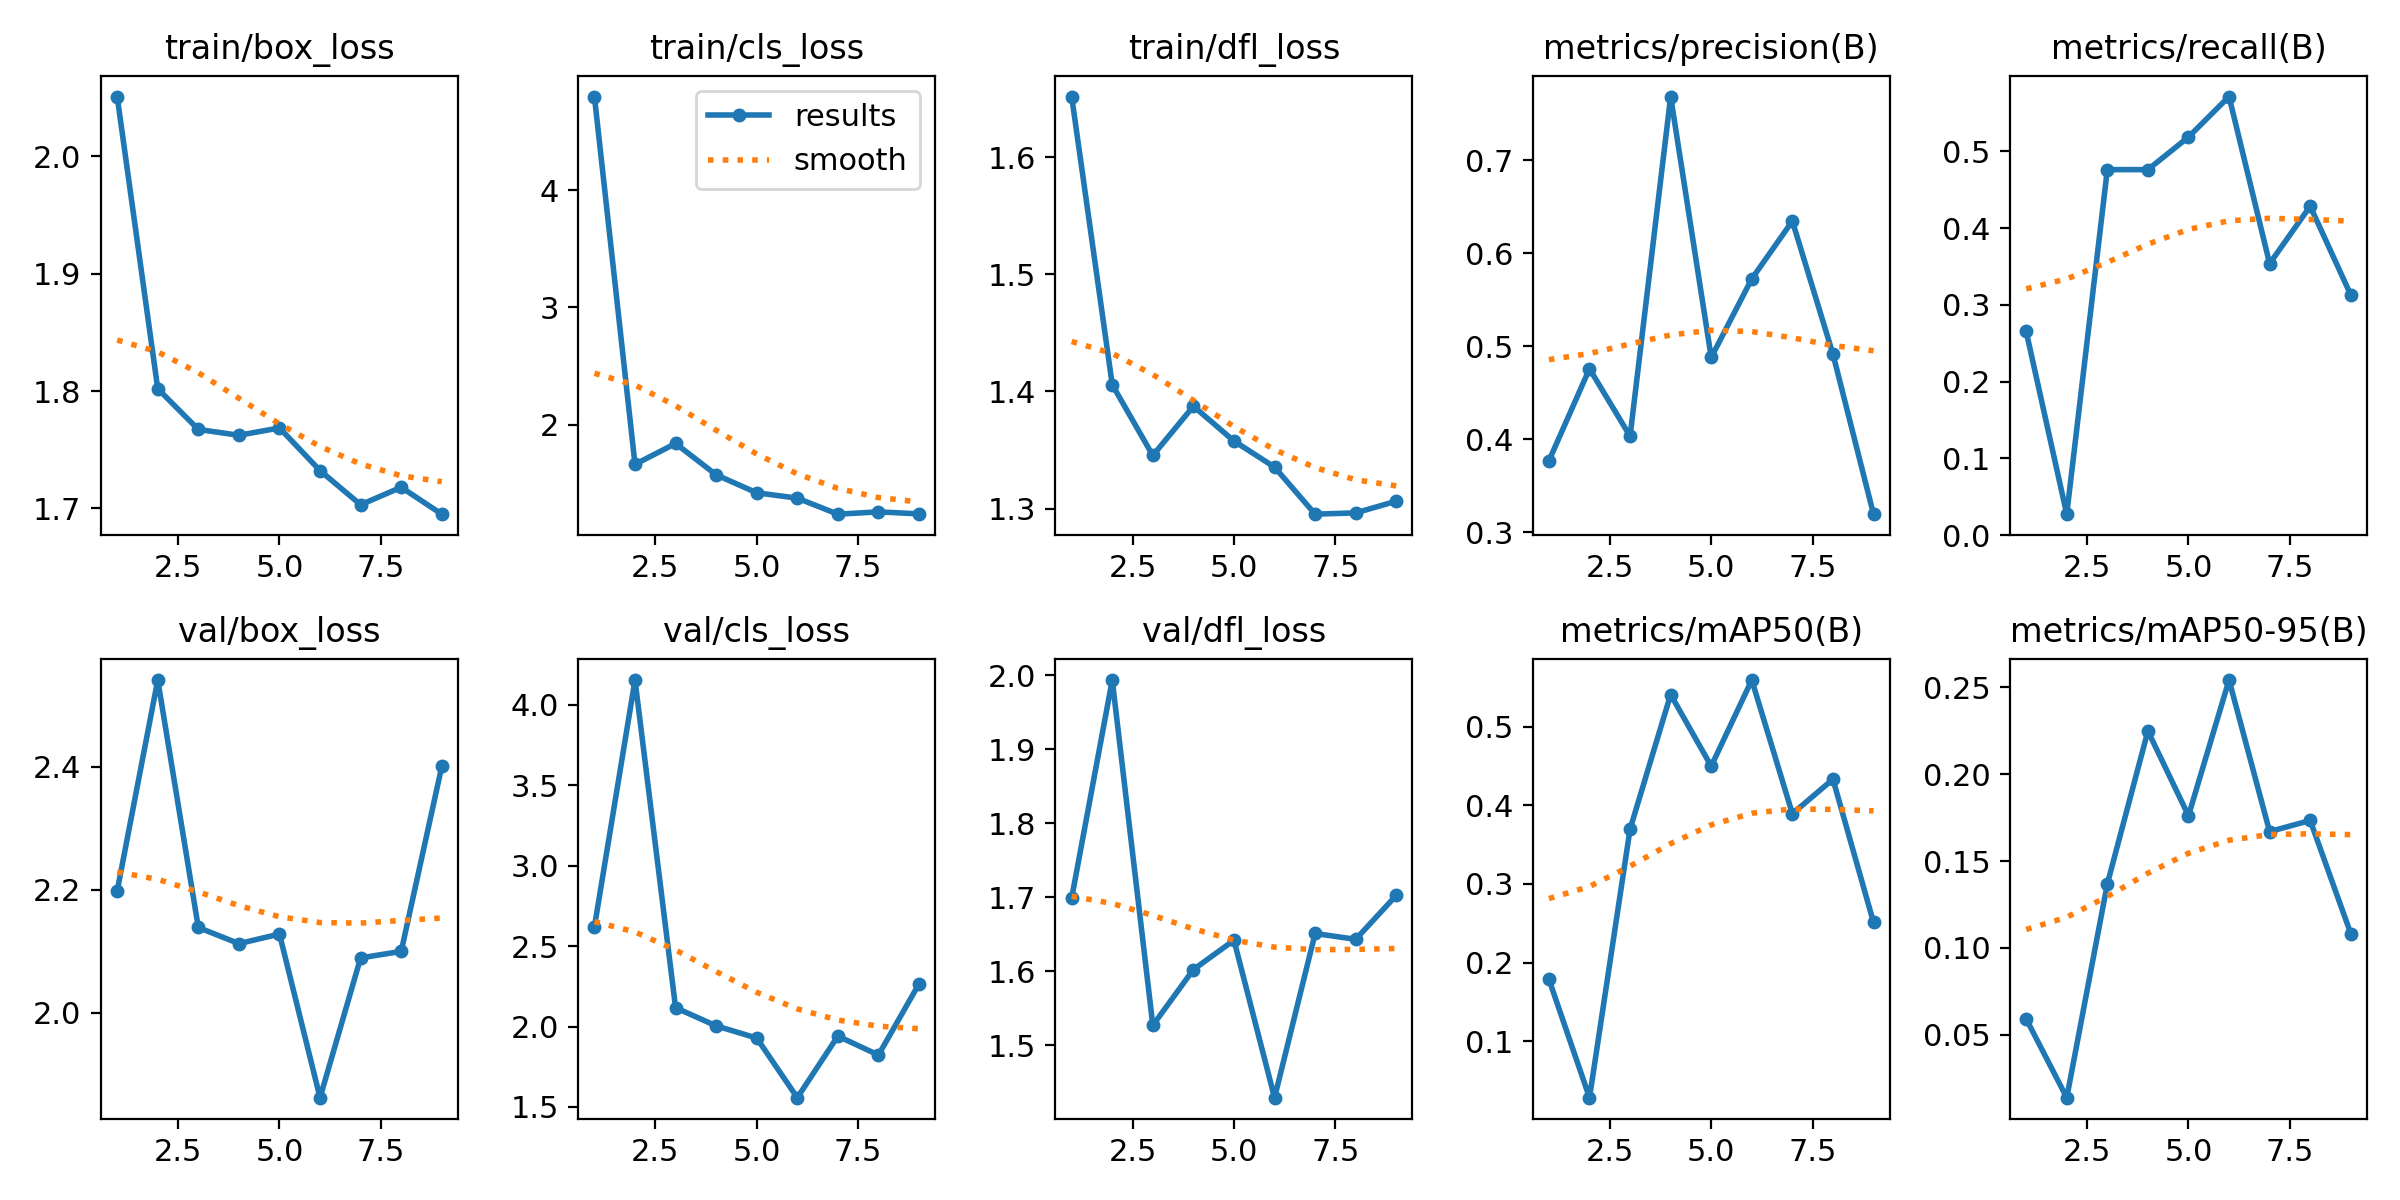 train/box_loss
train/cls_loss
train/dfl_loss
metrics/precision(B)
metrics/recall(B)
results
smooth
2.0
1.9
1.8
1.7
2.5 5.0 7.5
4
3
2
2.5 5.0 7.5
1.6
1.5
1.4
1.3
2.5 5.0 7.5
0.7
0.6
0.5
0.4
0.3
2.5 5.0 7.5
0.5
0.4
0.3
0.2
0.1
0.0
2.5 5.0 7.5
val/box_loss
val/cls_loss
val/dfl_loss
metrics/mAP50(B)
metrics/mAP50-95(B)
2.4
2.2
2.0
2.5 5.0 7.5
4.0
3.5
3.0
2.5
2.0
1.5
2.5 5.0 7.5
2.0
1.9
1.8
1.7
1.6
1.5
2.5 5.0 7.5
0.5
0.4
0.3
0.2
0.1
2.5 5.0 7.5
0.25
0.20
0.15
0.10
0.05
2.5 5.0 7.5